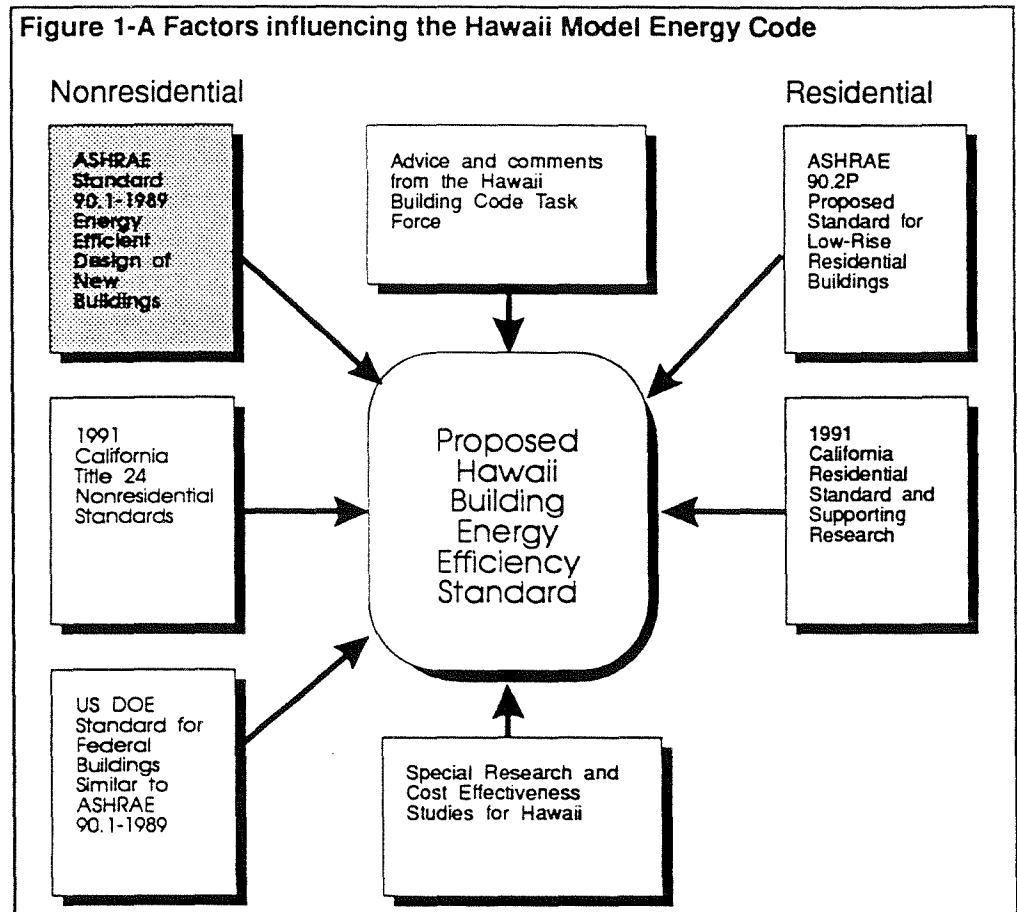 Figure 1-A Factors influencing the Hawaii Model Energy Code
Nonresidential
Residential
ASHRAE
Standard
90.1-1989
Energy
Efficient
Design of
New
Buildings
Advice and comments
from the Hawaii
Building Code Task
Force
ASHRAE
90.2P
Proposed
Standard for
Low-Rise
Residential
Buildings
1991
California
Title 24
Nonresidential
Standards
Proposed
Hawaii
Building
Energy
Efficiency
Standard
1991
California
Residential
Standard and
Supporting
Research
US DOE
Standard for
Federal
Buildings
Similar to
ASHRAE
90.1-1989
Special Research and
Cost Effectiveness
Studies for Hawaii